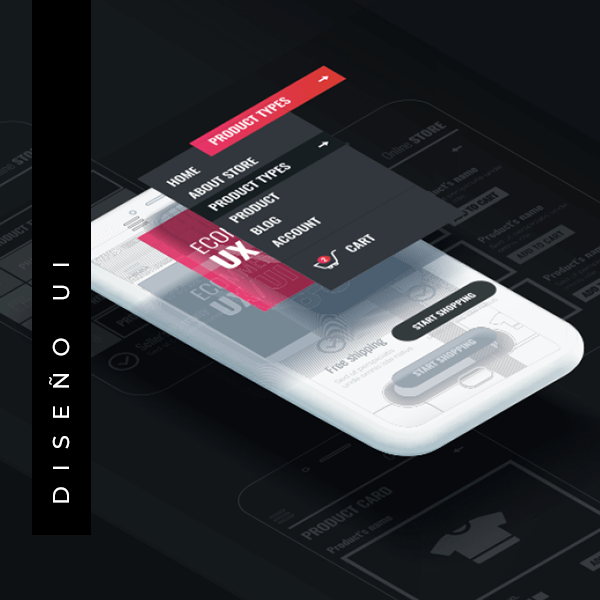 DISEÑO UI
PRODUCT TYPES
HOME
ABOUT STORE
PRODUCT TYPES
PRODUCT
BLOG
ACCOUNT
CART
UX
START SHOPPING
Free shipping
START SHOPPING
Online STORE
Product's name
ADD TO CART
Product's name
ADD TO CART
PRODUCT CARD
Product's name